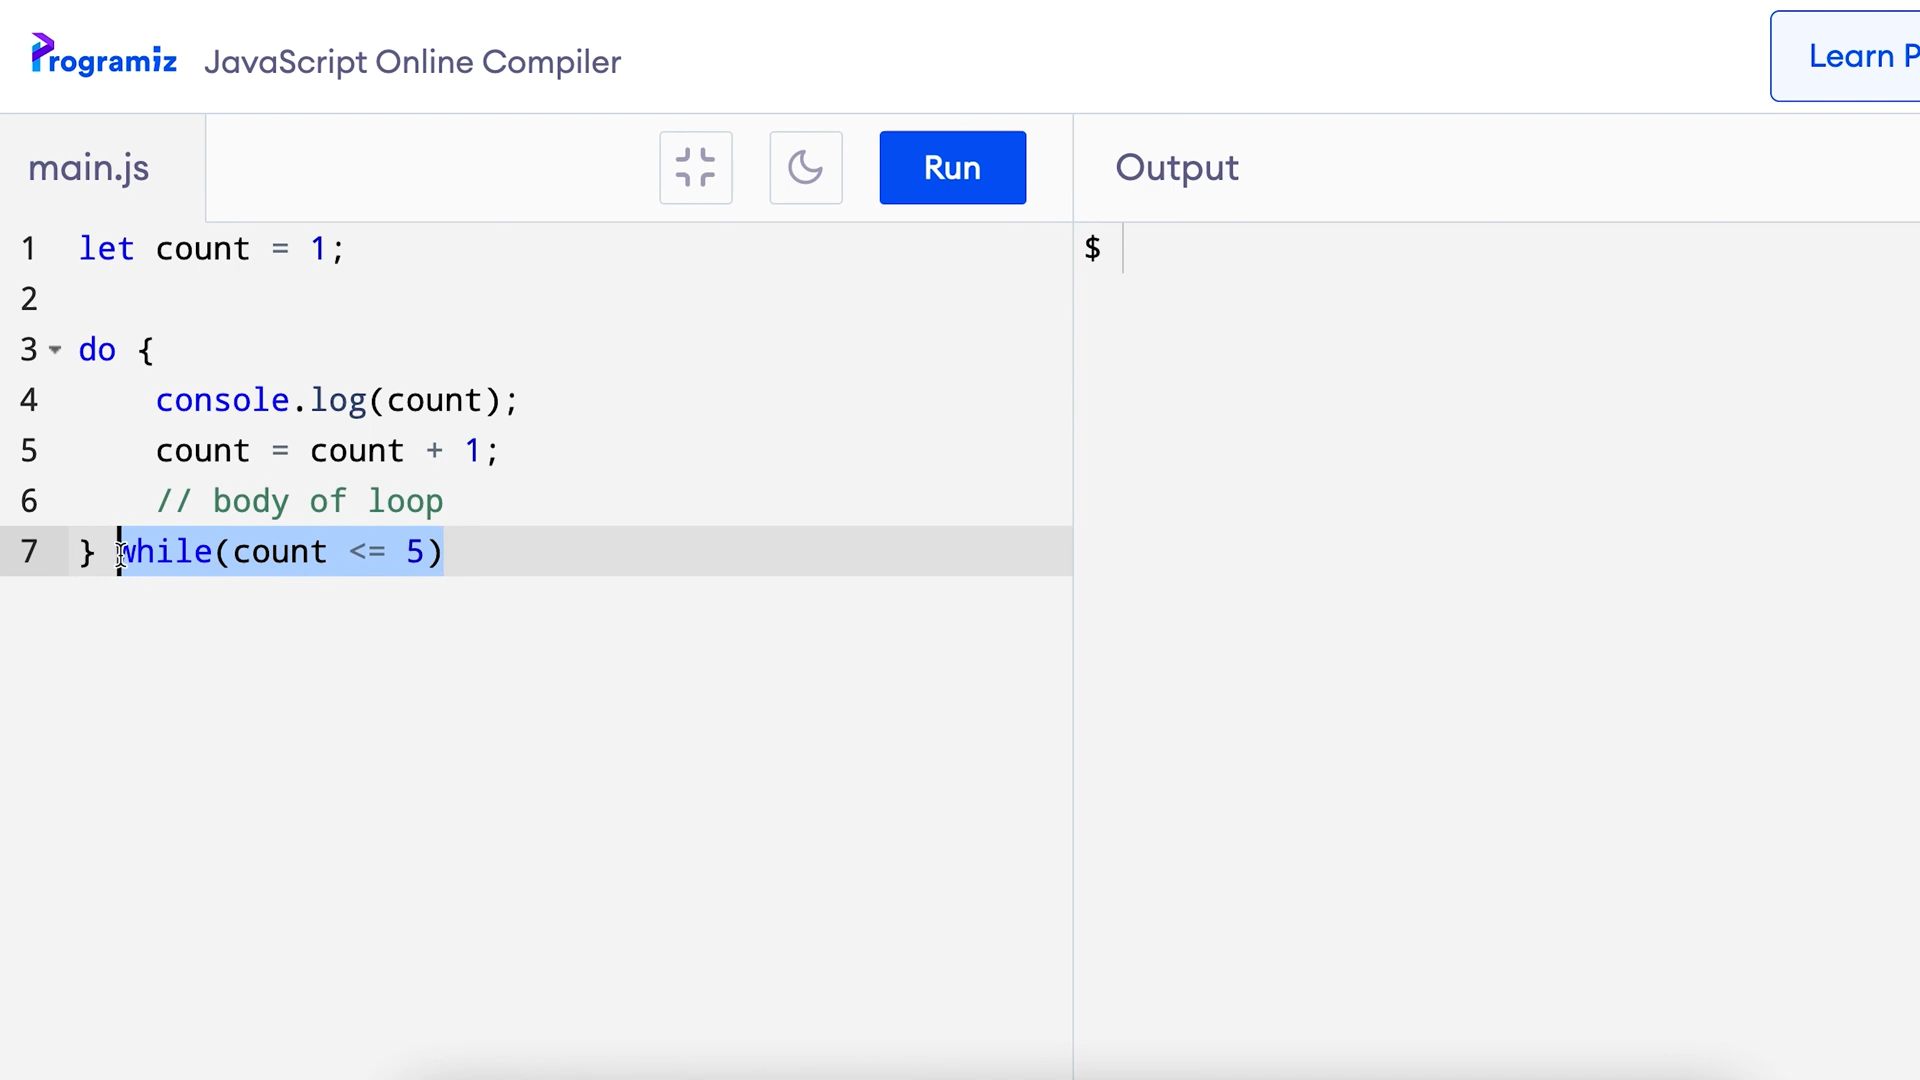 Programiz JavaScript Online Compiler
Learn P
main.js
Run
Output
1 let count = 1;
2
3 do {
4 console.log(count);
5 count = count + 1;
6 // body of loop
7 } while(count <= 5)
$